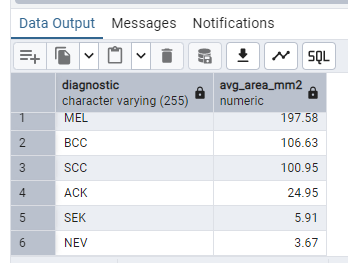 Data Output Messages Notifications
SQL
diagnostic avg_area_mm2
character varying (255) numeric
1 MEL 197.58
2 BCC 106.63
3 SCC 100.95
4 ACK 24.95
5 SEK 5.91
6 NEV 3.67